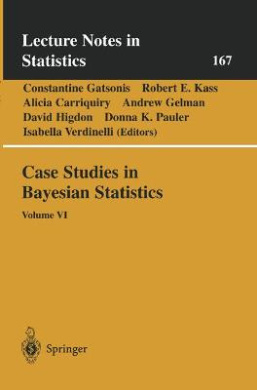 Lecture Notes in
Statistics
167
Constantine Gatsonis Robert E. Kass
Alicia Carriquiry Andrew Gelman
David Higdon Donna K. Pauler
Isabella Verdinelli (Editors)
Case Studies in
Bayesian Statistics
Volume VI
Springer